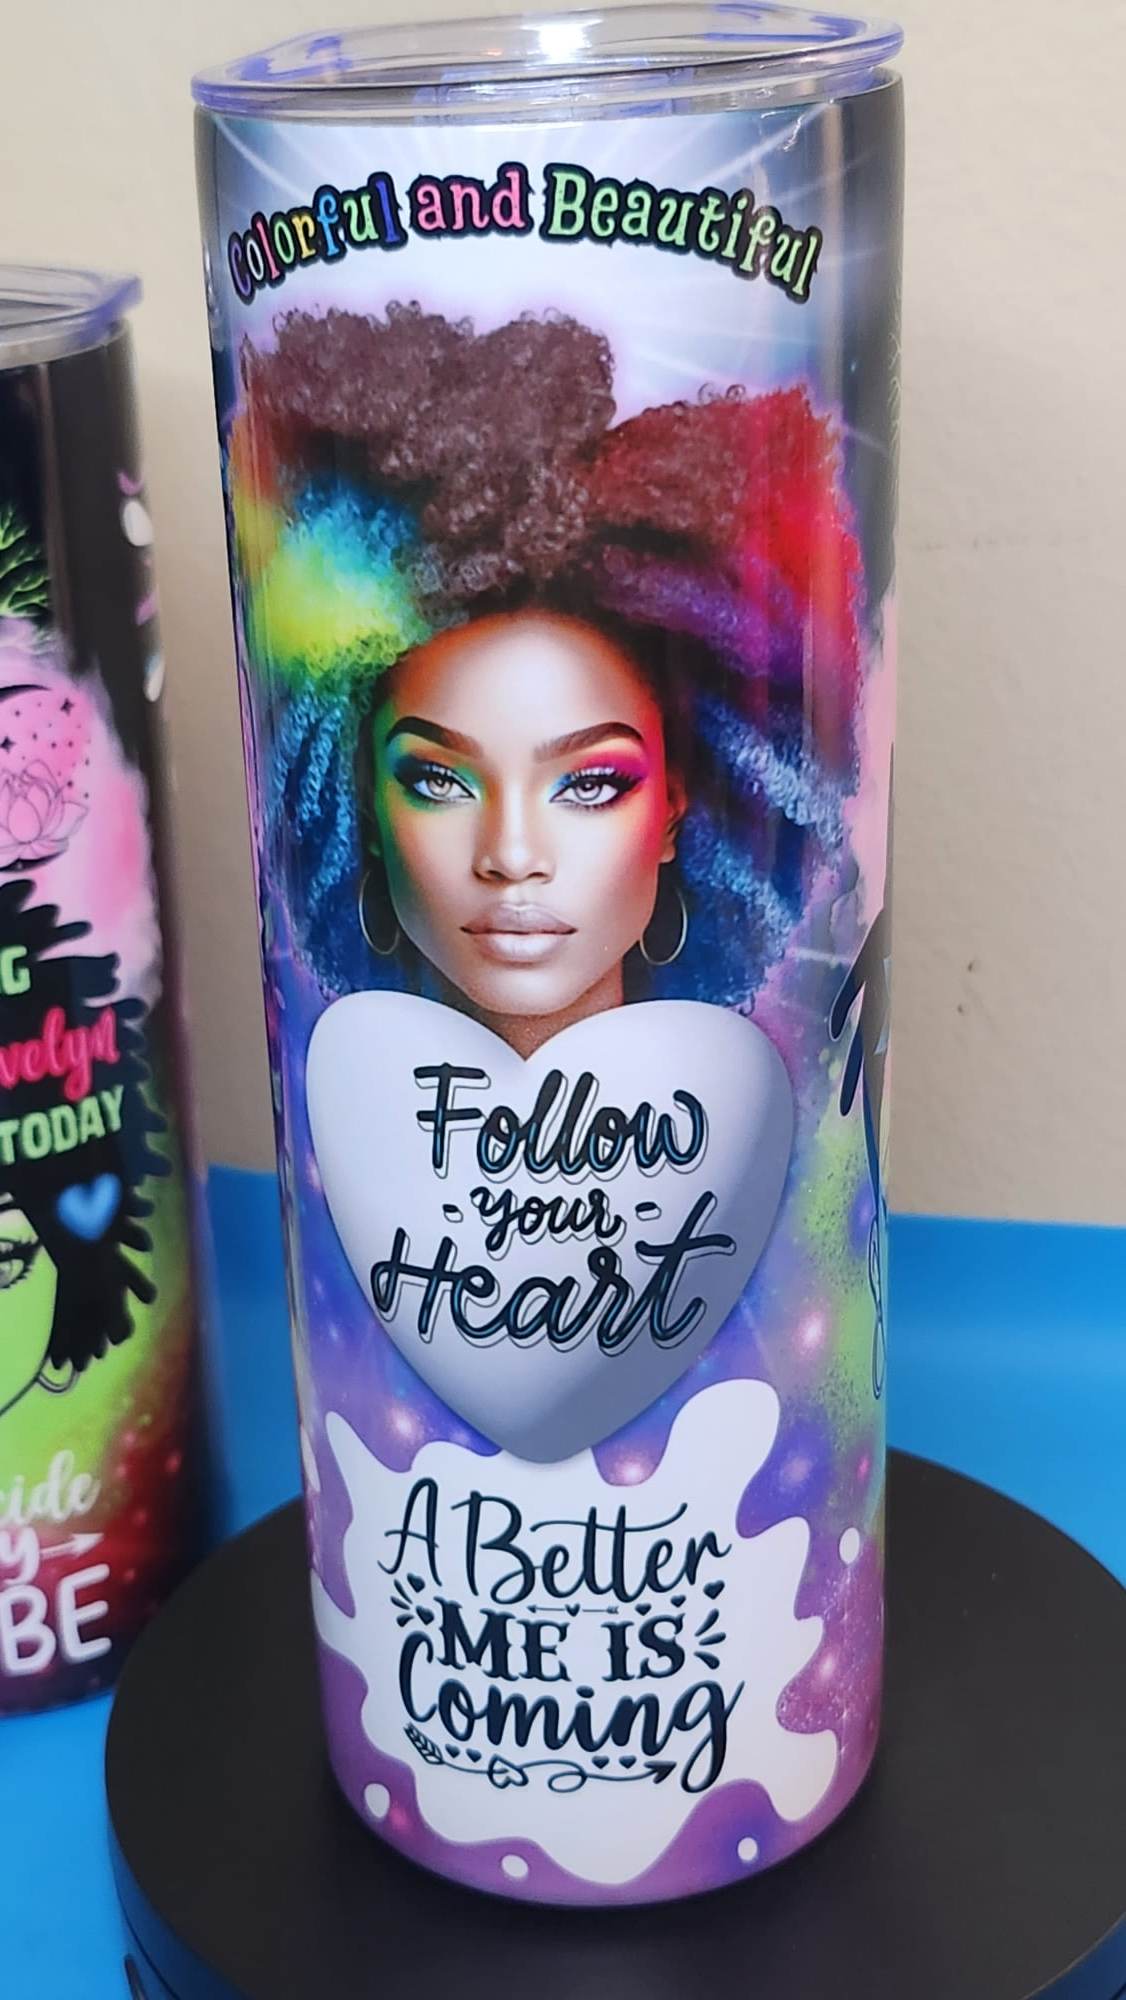 Colorful and Beautiful
Follow
-your-
Heart
A Better
ME IS
Coming
G
TODAY
BE